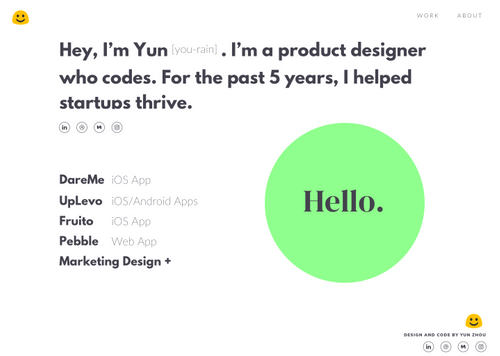 WORK ABOUT
Hey, I'm Yun [you-rain] . I'm a product designer
who codes. For the past 5 years, I helped
startups thrive.
DareMe iOS App
UpLevo iOS/Android Apps
Fruito iOS App
Pebble Web App
Marketing Design +
Hello.
DESIGN AND CODE BY YUN ZHOU